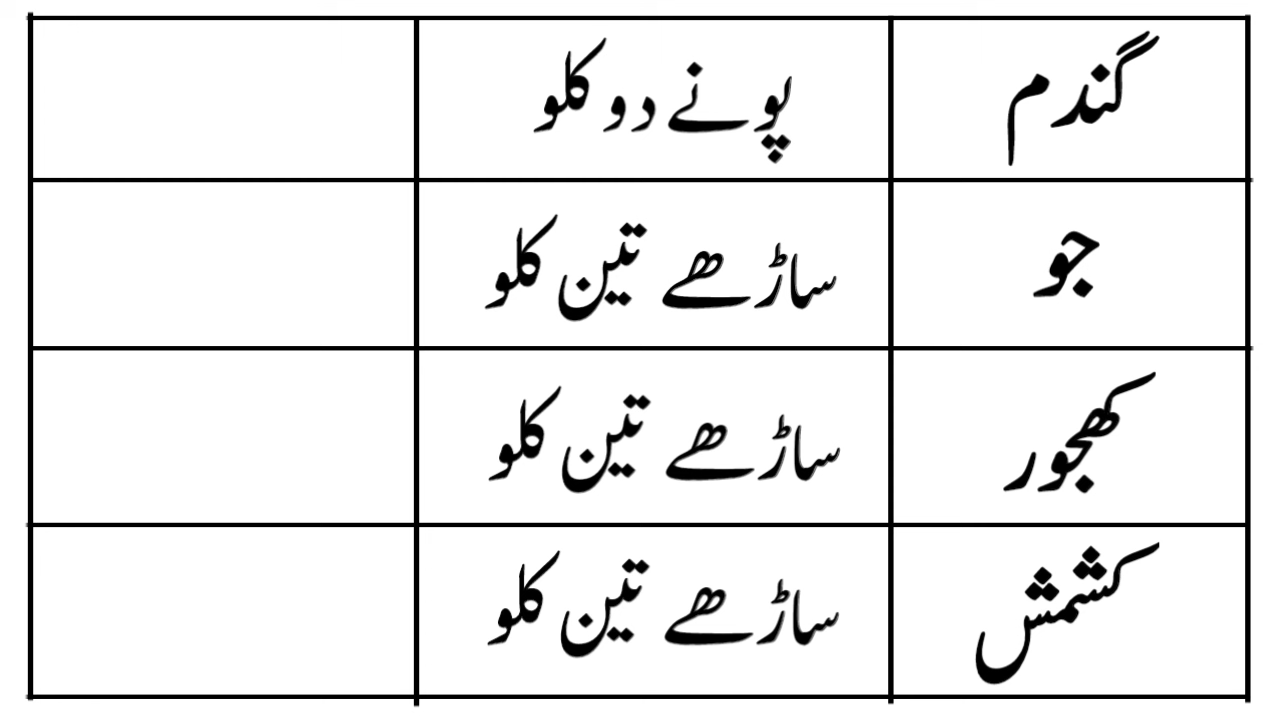 گندم پونے دو کلو
جو ساڑھے تین کلو
کھجور ساڑھے تین کلو
کشمش ساڑھے تین کلو